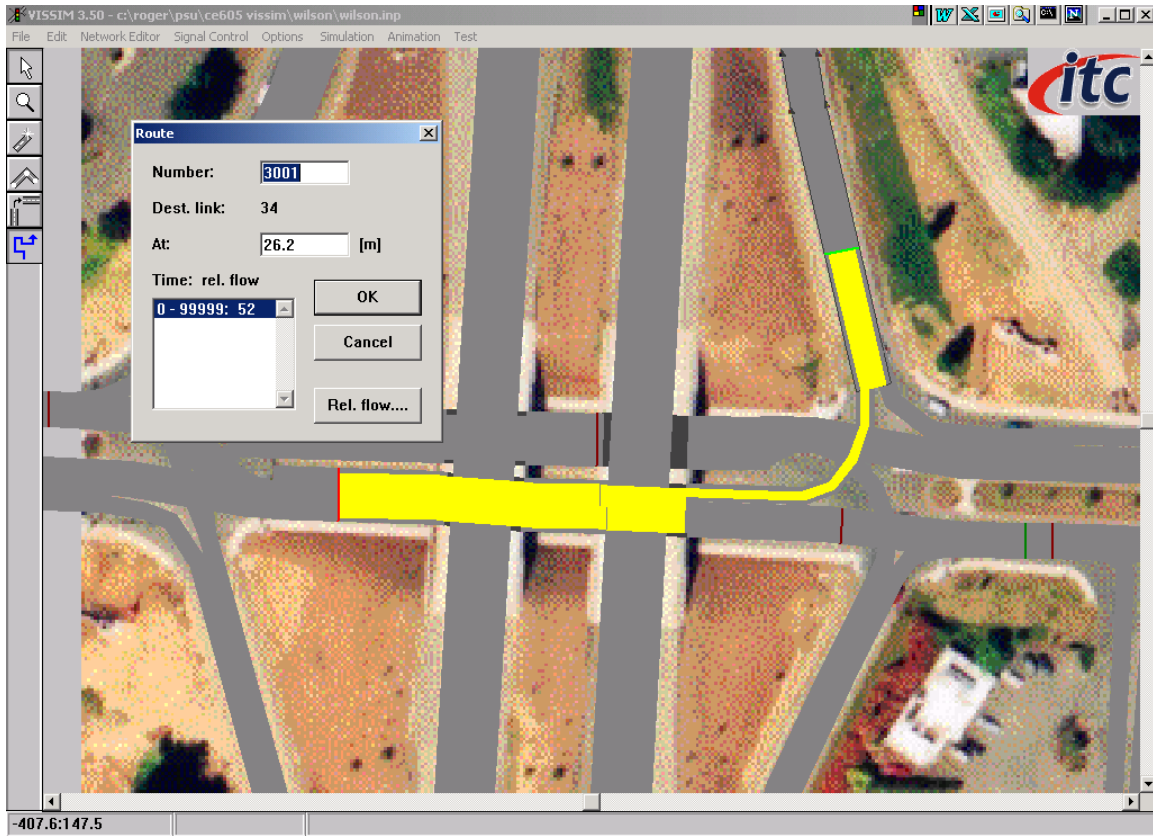 VISSIM 3.50 - c:\roger\psu\ce605 vissim\wilson\wilson.inp
File Edit Network Editor Signal Control Options Simulation Animation Test
itc
Route
Number: 3001
Dest. link: 34
At: 26.2 [m]
Time: rel. flow
0 - 99999: 52
OK
Cancel
Rel. flow....
-407.6:147.5